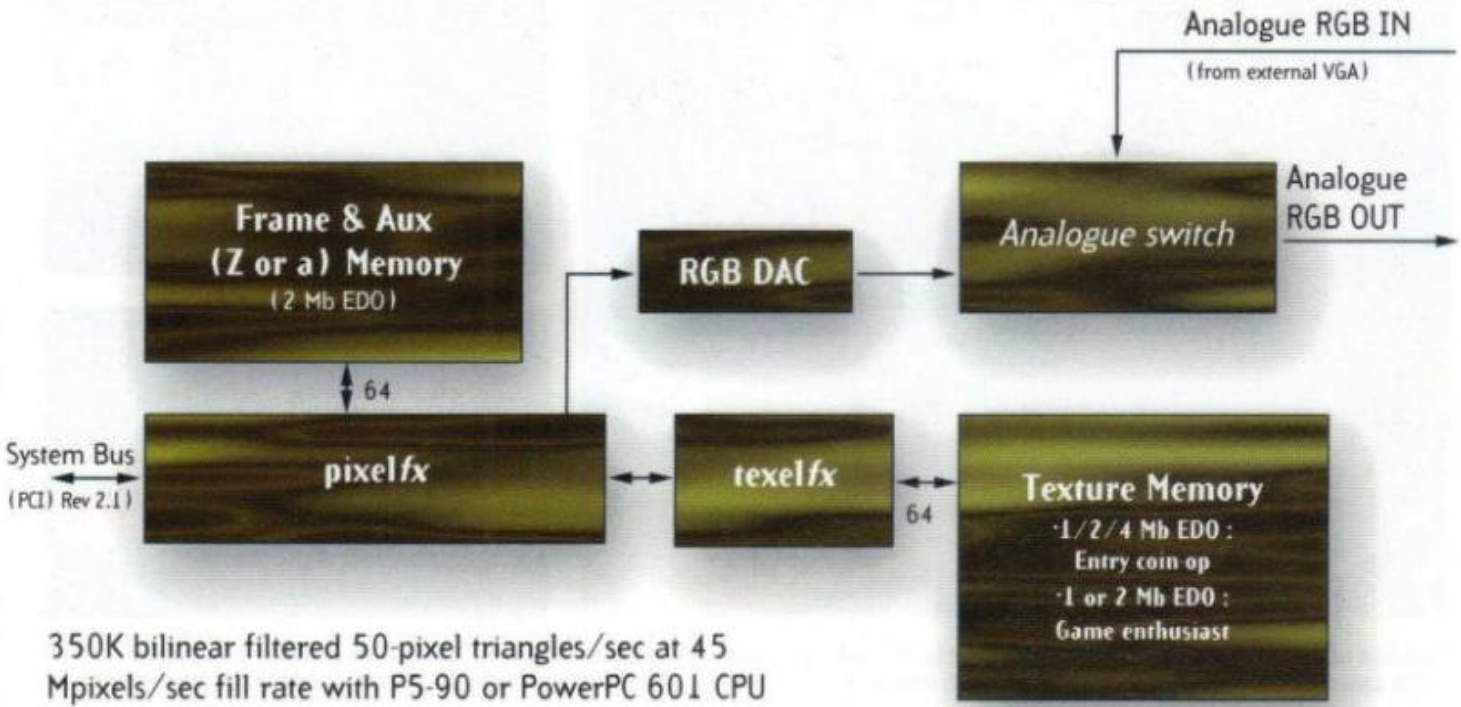 Analogue RGB IN
(from external VGA)
Frame & Aux
(Z or a) Memory
(2 Mb EDO)
RGB DAC
Analogue switch
Analogue
RGB OUT
64
System Bus
(PCI) Rev 2.1)
pixelfx
texelfx
64
Texture Memory
·1/2/4 Mb EDO :
Entry coin op
·1 or 2 Mb EDO :
Game enthusiast
350K bilinear filtered 50-pixel triangles/sec at 45
Mpixels/sec fill rate with P5-90 or PowerPC 601 CPU